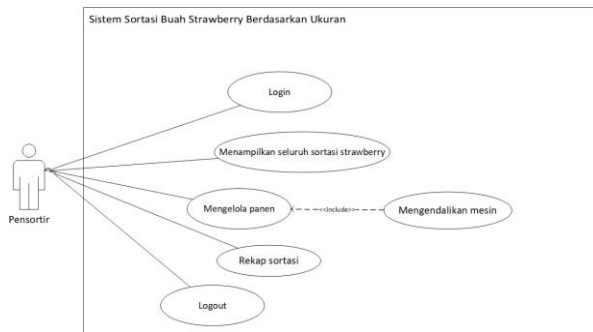 Sistem Sortasi Buah Strawberry Berdasarkan Ukuran
Login
Menampilkan seluruh sortasi strawberry
Pensortir
Mengelola panen
<<Include>>
Mengendalikan mesin
Rekap sortasi
Logout